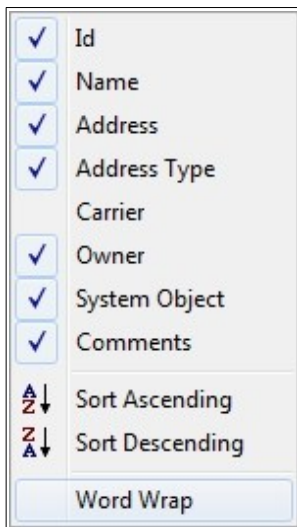 Id
Name
Address
Address Type
Carrier
Owner
System Object
Comments
Sort Ascending
Sort Descending
Word Wrap